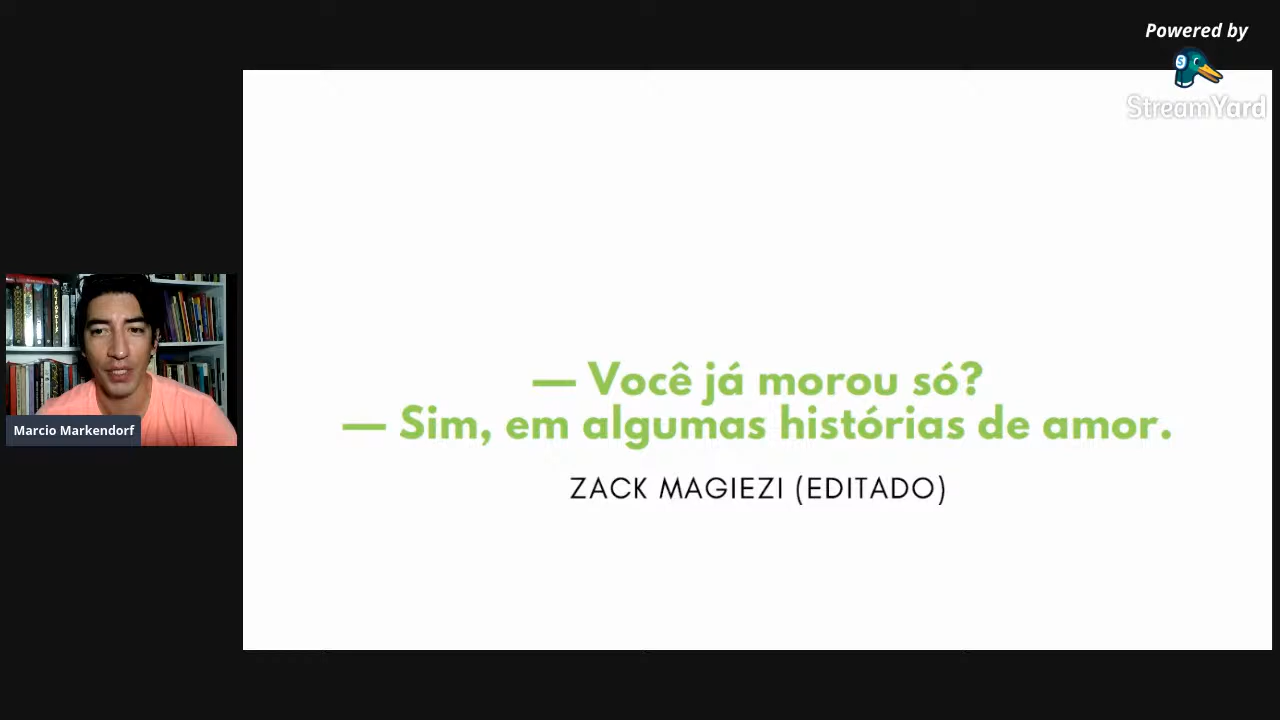 Powered by
StreamYard
— Você já morou só?
— Sim, em algumas histórias de amor.
ZACK MAGIEZI (EDITADO)
Marcio Markendorf